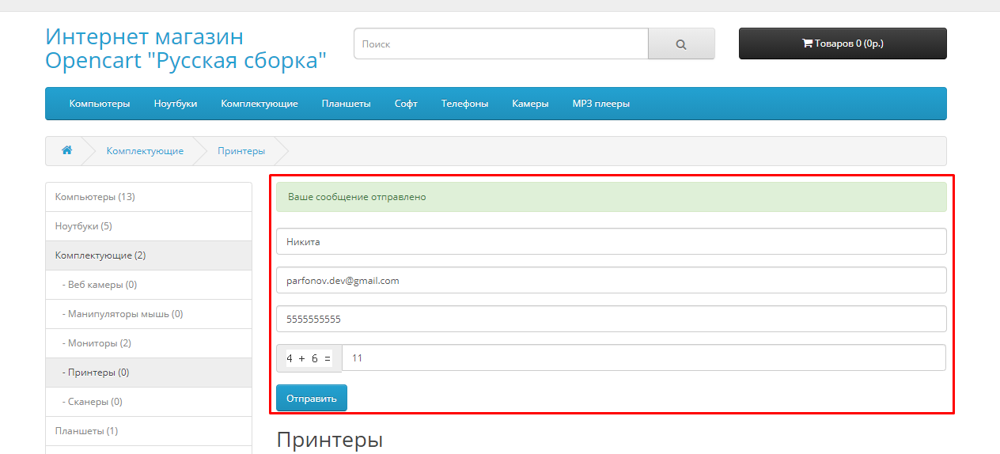 Интернет магазин
Opencart "Русская сборка"
Поиск
Товаров 0 (0р.)
Компьютеры Ноутбуки Комплектующие Планшеты Софт Телефоны Камеры MP3 плееры
Комплектующие Принтеры
Компьютеры (13)
Ноутбуки (5)
Комплектующие (2)
- Веб камеры (0)
- Манипуляторы мышь (0)
- Мониторы (2)
- Принтеры (0)
- Сканеры (0)
Планшеты (1)
Ваше сообщение отправлено
Никита
parfonov.dev@gmail.com
5555555555
4 + 6 = 11
Отправить
Принтеры